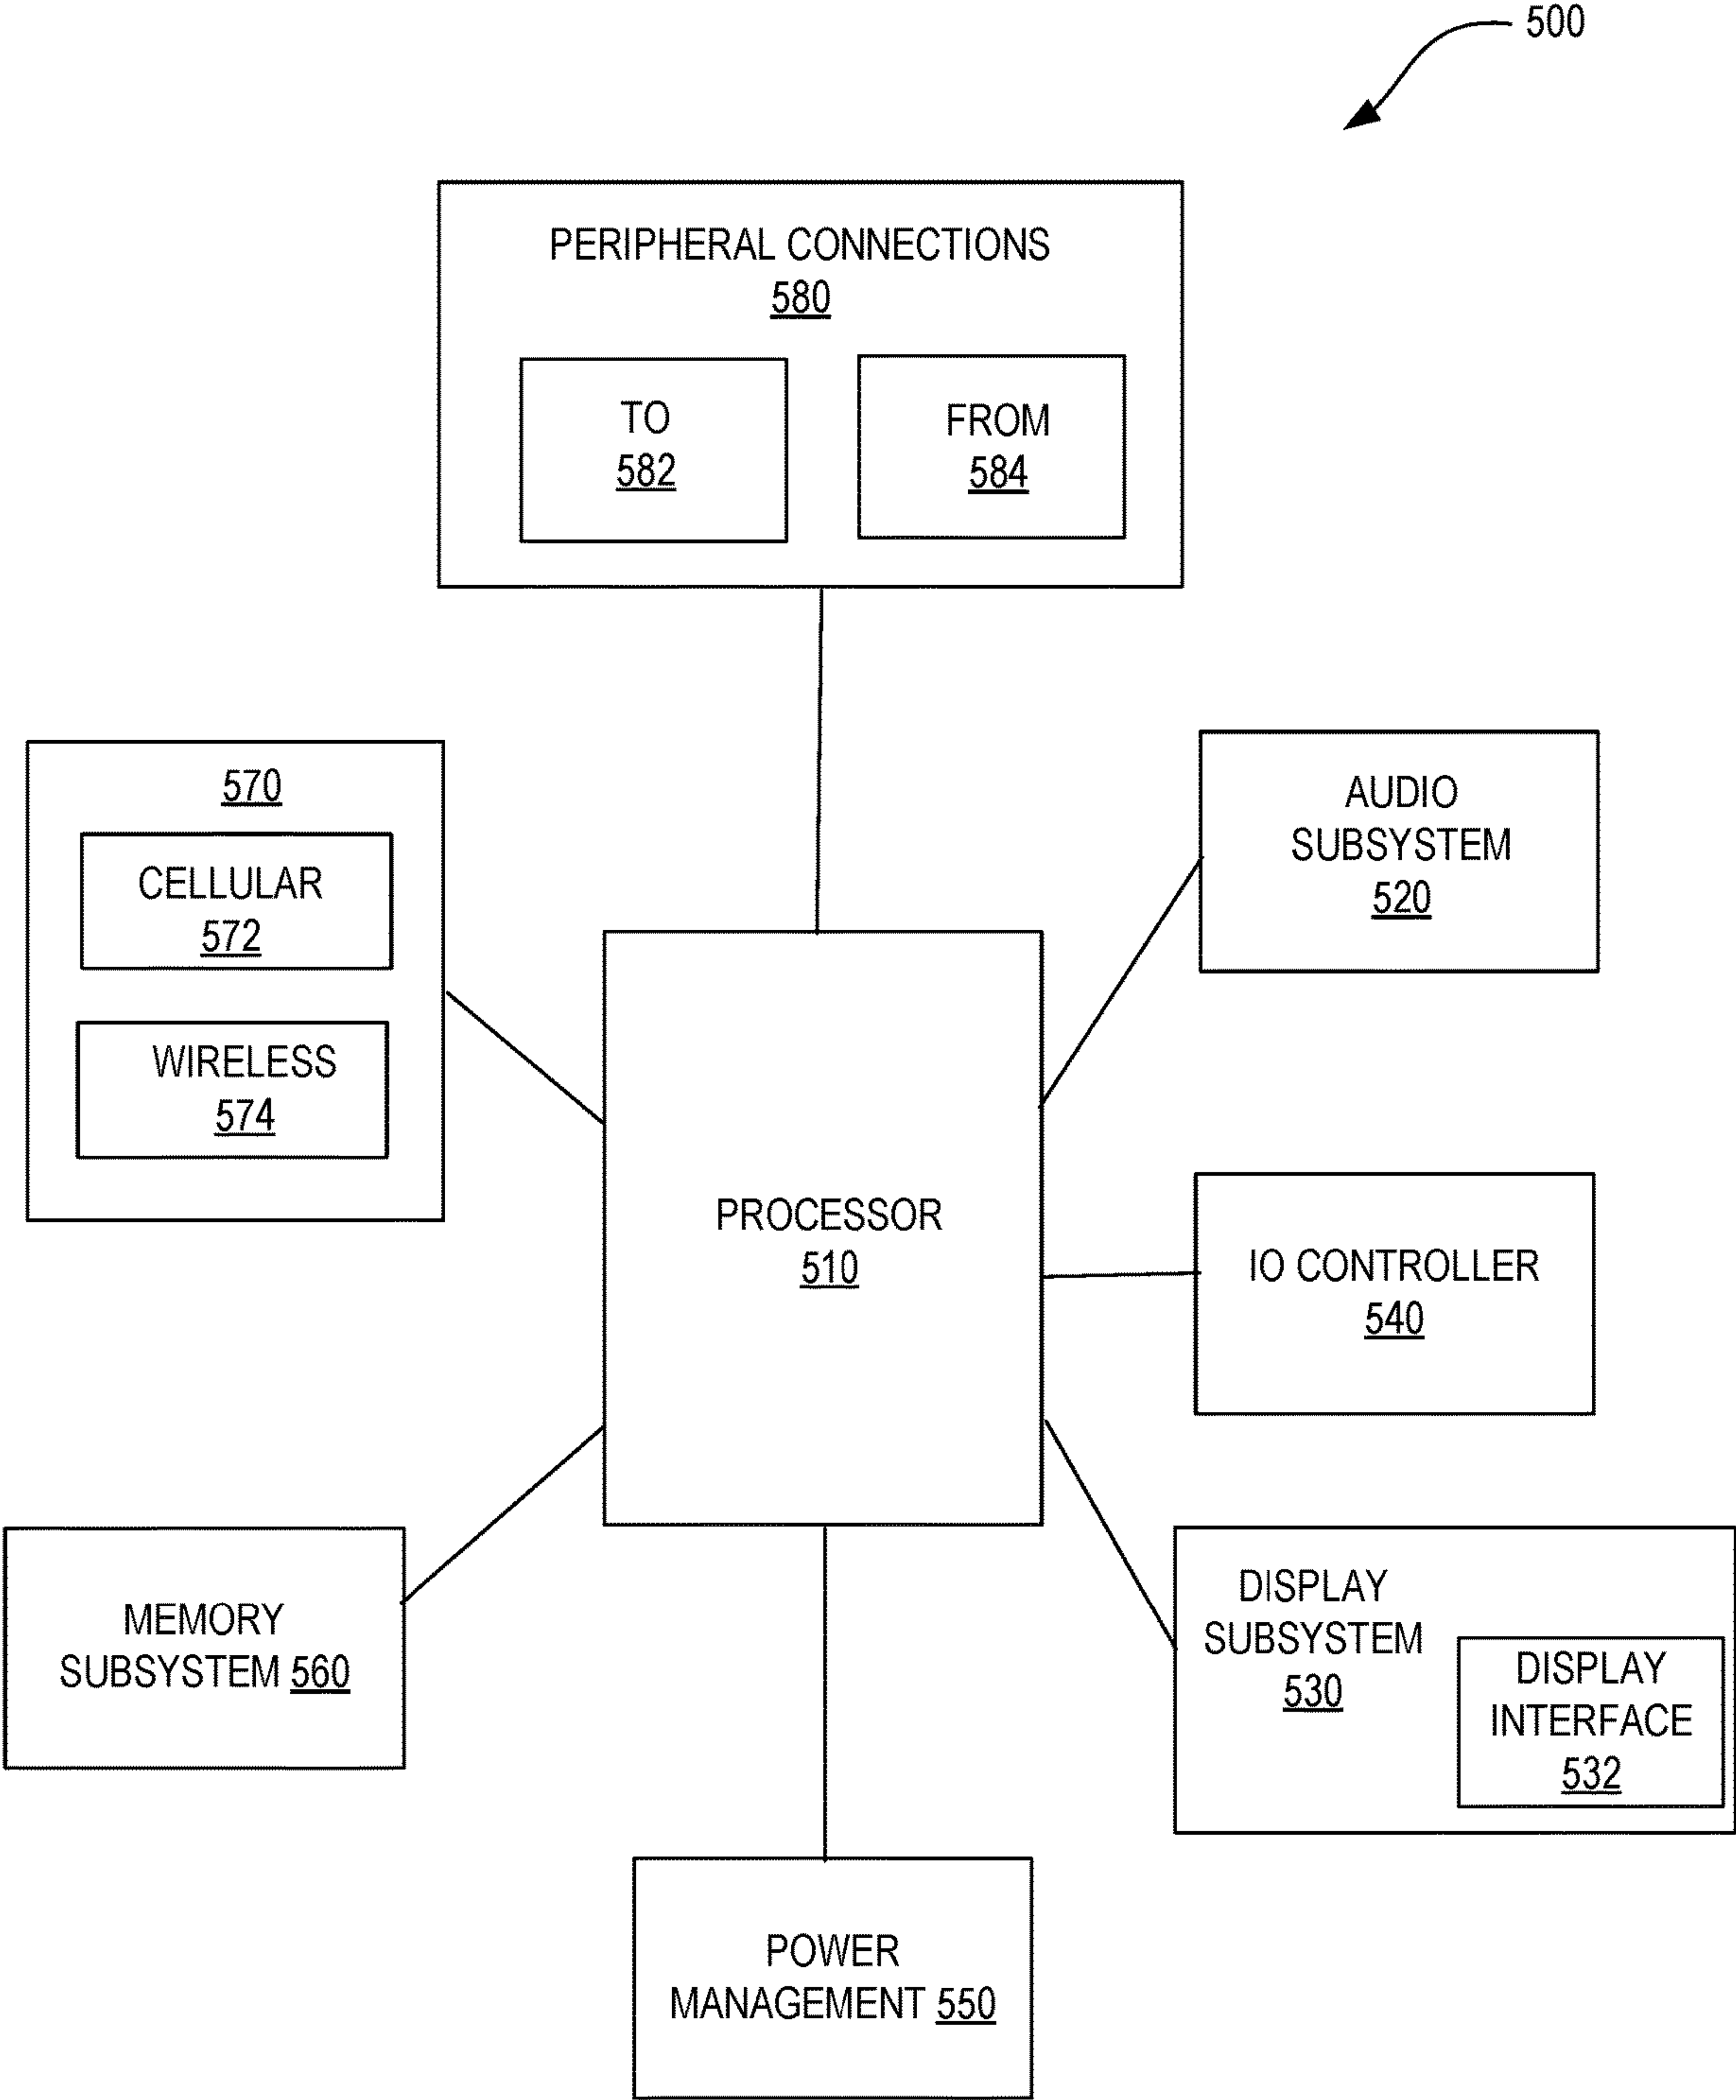 500
PERIPHERAL CONNECTIONS
580
TO
582
FROM
584
570
CELLULAR
572
WIRELESS
574
AUDIO
SUBSYSTEM
520
PROCESSOR
510
IO CONTROLLER
540
MEMORY
SUBSYSTEM 560
DISPLAY
SUBSYSTEM
530
DISPLAY
INTERFACE
532
POWER
MANAGEMENT 550